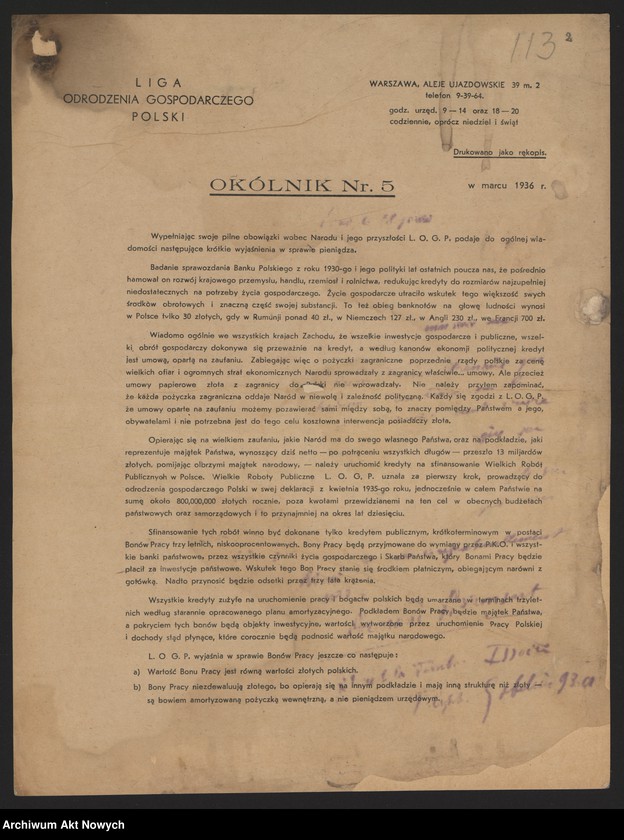 113 2
LIGA
ODRODZENIA GOSPODARCZEGO
POLSKI
WARSZAWA, ALEJE UJAZDOWSKIE 39 m. 2
telefon 9-39-64.
godz. urzęd. 9 — 14 oraz 18 — 20
codziennie, oprócz niedziel i świąt
Drukowano jako rękopis.
OKÓLNIK Nr. 5
w marcu 1936 r.
Wypełniając swoje pilne obowiązki wobec Narodu i jego przyszłości L. O. G. P. podaje do ogólnej wia-
domości następujące krótkie wyjaśnienia w sprawie pieniądza.
Badanie sprawozdania Banku Polskiego z roku 1930-go i jego polityki lat ostatnich poucza nas, że pośrednio
hamował on rozwój krajowego przemysłu, handlu, rzemiosł i rolnictwa, redukując kredyty do rozmiarów najzupełniej
niedostatecznych na potrzeby życia gospodarczego. Życie gospodarcze utraciło wskutek tego większość swych
środków obrotowych i znaczną część swojej substancji. To też obieg benknotów na głowę ludności wynosi
w Polsce tylko 30 złotych, gdy w Rumunji ponad 40 zł., w Niemczech 127 zł., w Anglj 230 zł., we Francji 700 zł.
Wiadomo ogólnie we wszystkich krajach Zachodu, że wszelkie inwestycje gospodarcze i publiczne, wszel-
ki obrót gospodarczy dokonywa się przeważnie na kredyt, a według kanonów ekonomji politycznej kredyt
jest umową, opartą na zaufaniu. Zabiegając więc o pożyczki zagraniczne poprzednie rządy polskie za cenę
wielkich ofiar i ogromnych strat ekonomicznych Narodu sprowadzały z zagranicy właściwie... umowy. Ale przecież
umowy papierowe złota z zagranicy do Polski nie wprowadzały. Nie należy przytem zapominać,
że każda pożyczka zagraniczna oddaje Naród w niewolę i zależność polityczną. Każdy się zgodzi z L. O. G. P.
że umowy oparte na zaufaniu możemy pozawierać sami między sobą, to znaczy pomiędzy Państwem a jego,
obywatelami i nie potrzebna jest do tego celu kosztowna interwencja posiadaczy złota.
Opierając się na wielkiem zaufaniu, jakie Naród ma do swego własnego Państwa, oraz na podkładzie, jaki
reprezentuje majątek Państwa, wynoszący dziś netto — po potrąceniu wszystkich długów — przeszło 13 miljardów
złotych, pomijając olbrzymi majątek narodowy, — należy uruchomić kredyty na sfinansowanie Wielkich Robót
Publicznych w Polsce. Wielkie Roboty Publiczne L. O. G. P. uznała za pierwszy krok, prowadzący do
odrodzenia gospodarczego Polski w swej deklaracji z kwietnia 1935-go roku, jednocześnie w całem Państwie na
sumę około 800,000,000 złotych rocznie, poza kwotami przewidzianemi na ten cel w obecnych budżetach
państwowych oraz samorządowych i to przynajmniej na okres lat dziesięciu.
Sfinansowanie tych robót winno być dokonane tylko kredytem publicznym, krótkoterminowym w postaci
Bonów Pracy trzy letnich, niskooprocentowanych. Bony Pracy będą przyjmowane do wymiany przez P.K.O. wszyst-
kie banki państwowe, przez wszystkie czynniki życia gospodarczego i Skarb Państwa, który Bonami Pracy będzie
płacił za inwestycje państwowe. Wskutek tego Bon Pracy stanie się środkiem płatniczym, obiegającym narówni z
gotówką. Nadto przynosić będzie odsetki przez trzy lata krążenia.
Wszystkie kredyty zużyte na uruchomienie pracy i bogactw polskich będą umarzane w terminach trzylet-
nich według starannie opracowanego planu amortyzacyjnego. Podkładem Bonów Pracy będzie majątek Państwa,
a pokryciem tych bonów będą objekty inwestycyjne, wartości wytworzone przez uruchomienie Pracy Polskiej
i dochody stąd płynące, które corocznie będą podnosić wartość majątku narodowego.
L. O G. P. wyjaśnia w sprawie Bonów Pracy jeszcze co następuje:
a) Wartość Bonu Pracy jest równą wartości złotych polskich.
b) Bony Pracy niezdewaluują złotego, bo opierają się na innym podkładzie i mają inną strukturę niż złoty —
są bowiem amortyzowaną pożyczką wewnętrzną, a nie pieniądzem urzędowym.
Archiwum Akt Nowych